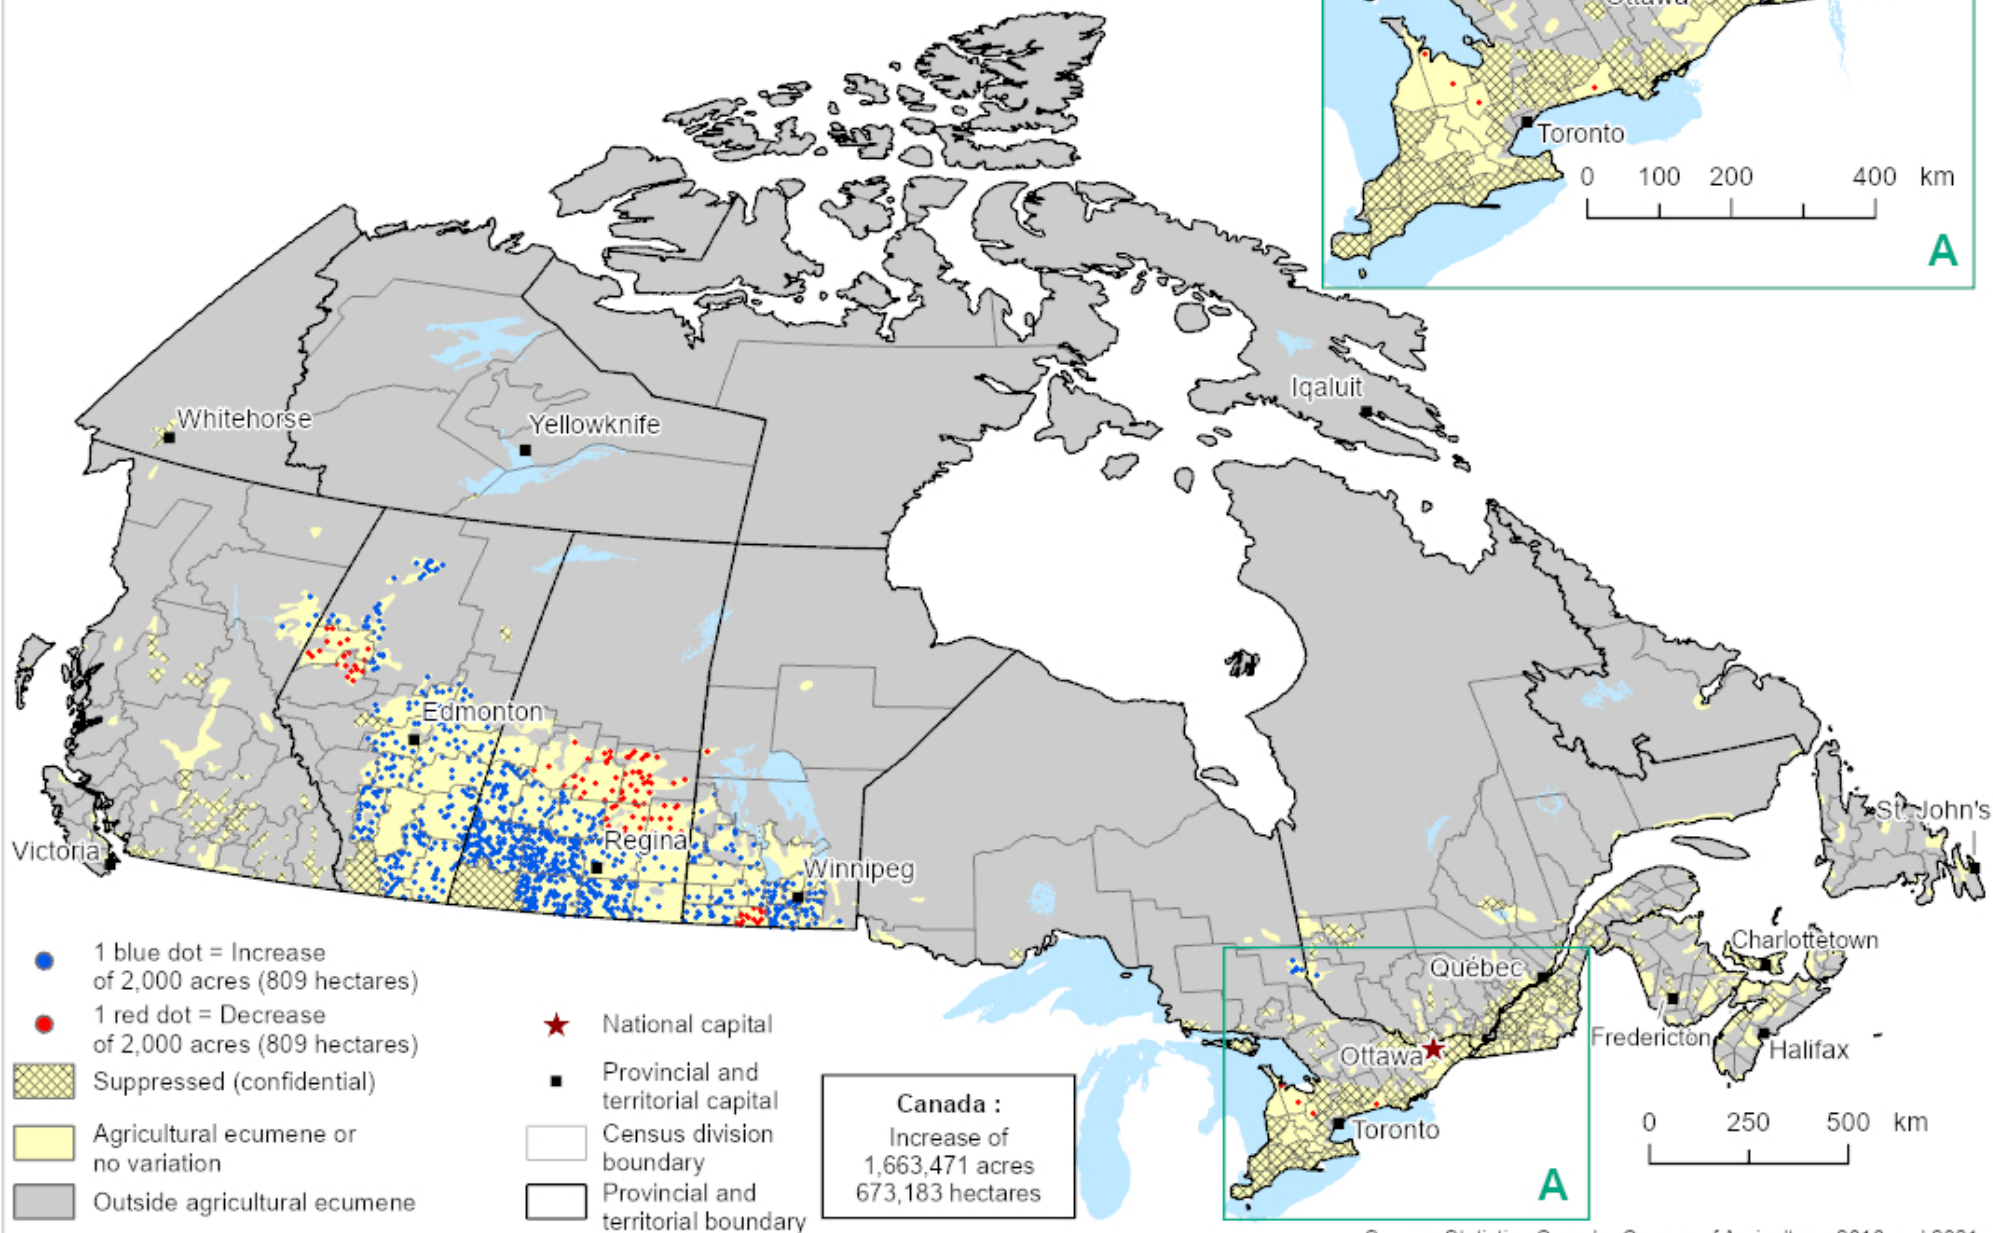 Ottawa
Toronto
0 100 200 400 km
A
Iqaluit
Whitehorse
Yellowknife
Edmonton
Regina
Winnipeg
Victoria
St. John's
Charlottetown
Québec
Fredericton
Halifax
Ottawa
Toronto
A
0 250 500 km
1 blue dot = Increase
of 2,000 acres (809 hectares)
1 red dot = Decrease
of 2,000 acres (809 hectares)
Suppressed (confidential)
Agricultural ecumene or
no variation
Outside agricultural ecumene
National capital
Provincial and
territorial capital
Census division
boundary
Provincial and
territorial boundary
Canada :
Increase of
1,663,471 acres
673,183 hectares